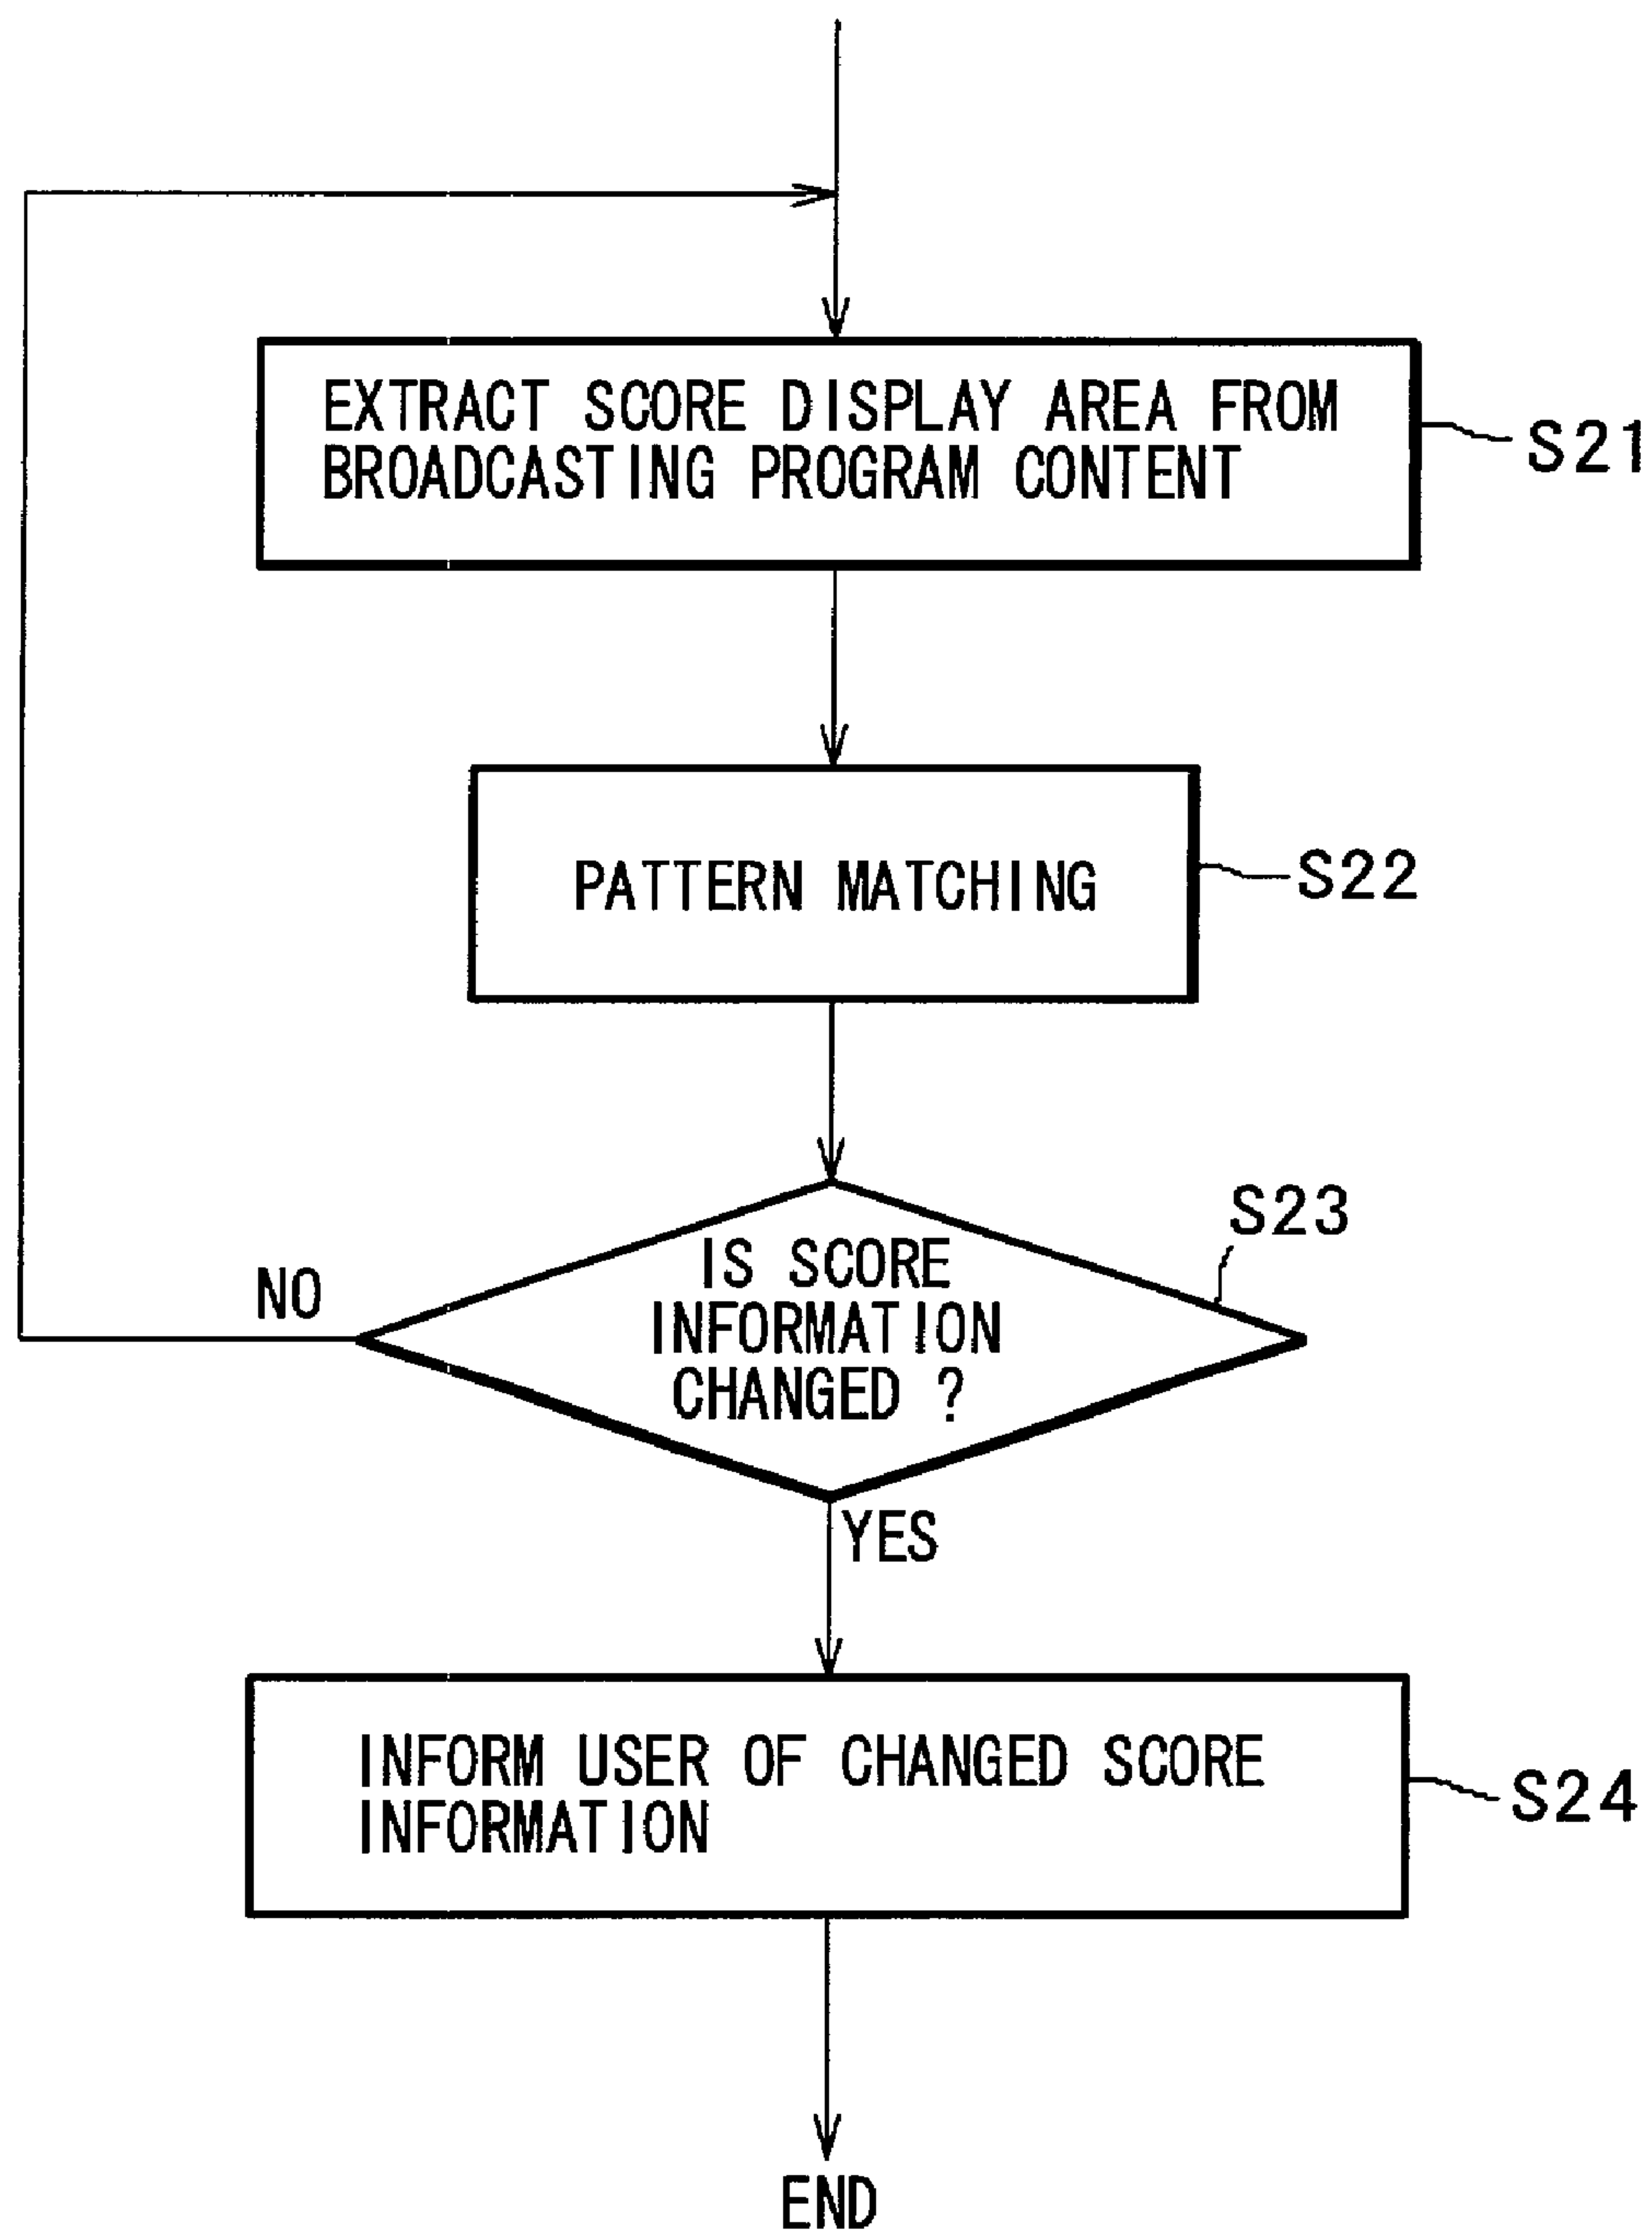 EXTRACT SCORE DISPLAY AREA FROM
BROADCASTING PROGRAM CONTENT
S21
PATTERN MATCHING
S22
S23
IS SCORE
INFORMATION
CHANGED ?
NO
YES
INFORM USER OF CHANGED SCORE
INFORMATION
S24
END